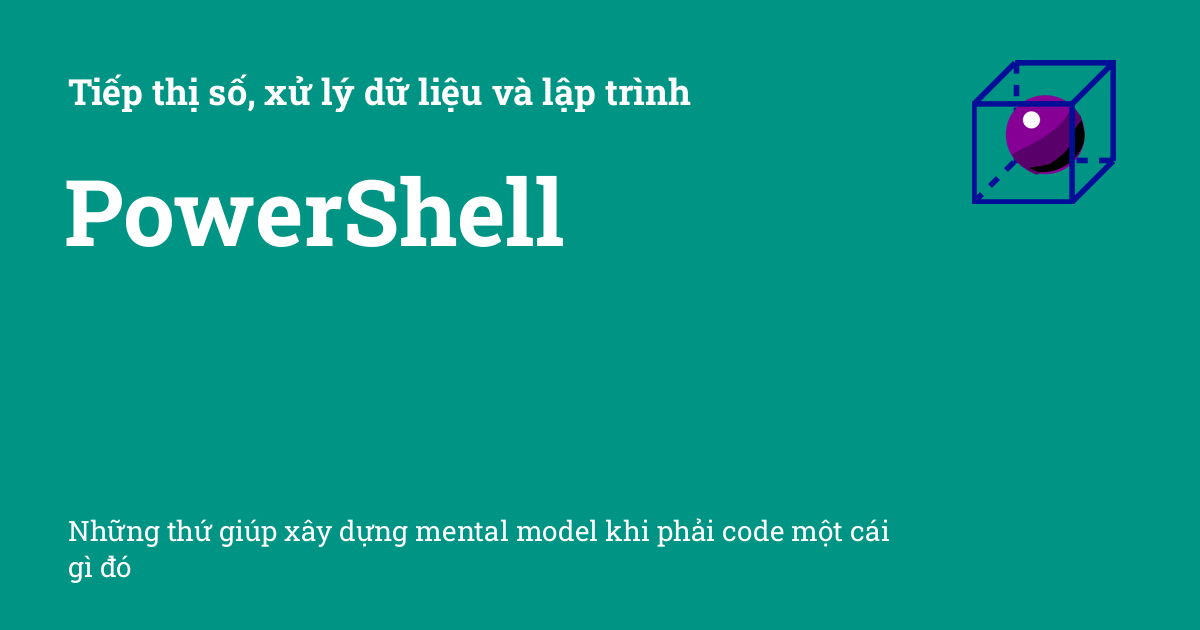 Tiếp thị số, xử lý dữ liệu và lập trình
PowerShell
Những thứ giúp xây dựng mental model khi phải code một cái
gì đó